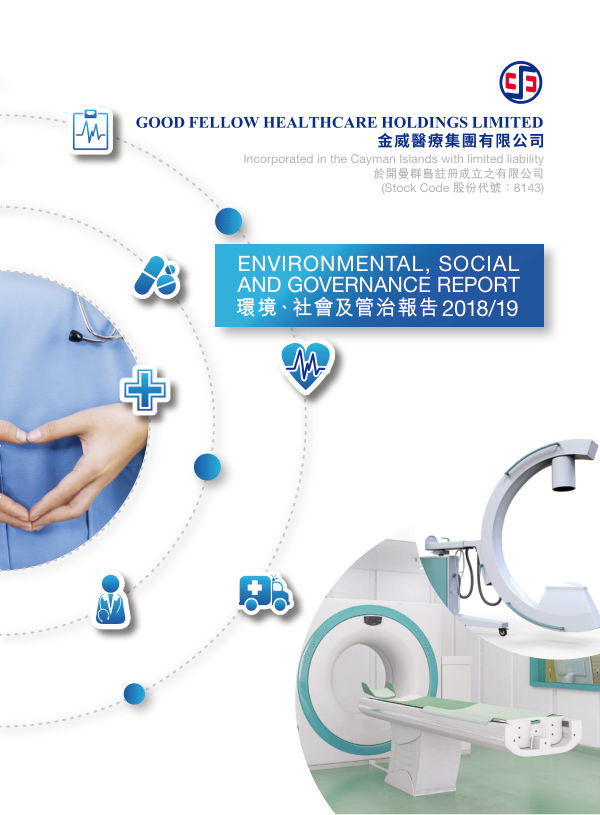 GOOD FELLOW HEALTHCARE HOLDINGS LIMITED
金威醫療集團有限公司
Incorporated in the Cayman Islands with limited liability
於開曼群島註冊成立之有限公司
(Stock Code 股份代號：8143)
ENVIRONMENTAL, SOCIAL
AND GOVERNANCE REPORT
環境、社會及管治報告 2018/19